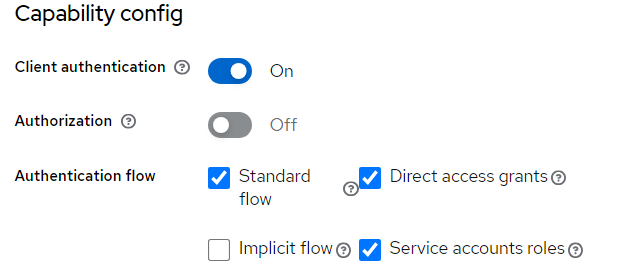 Capability config
Client authentication On
Authorization Off
Authentication flow Standard flow Direct access grants
Implicit flow Service accounts roles